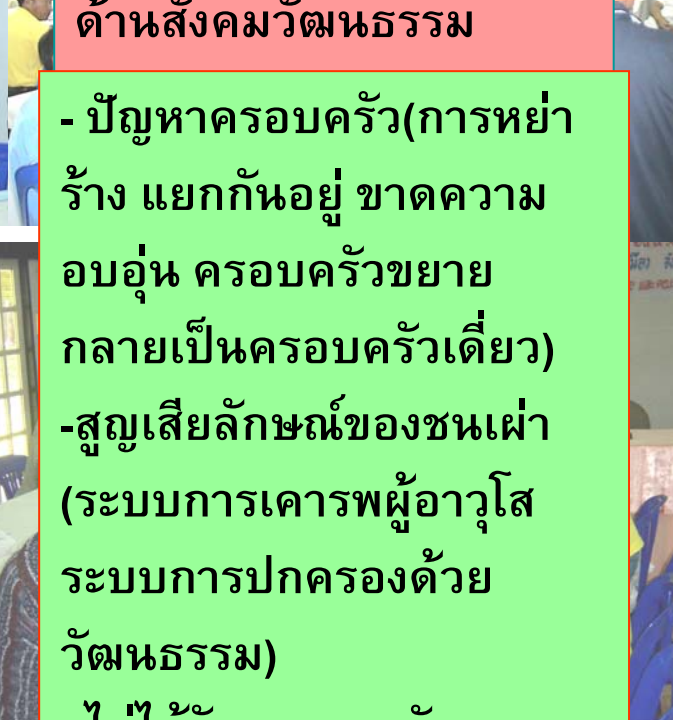 ด้านสังคมวัฒนธรรม
- ปัญหาครอบครัว(การหย่า
ร้าง แยกกันอยู่ ขาดความ
อบอุ่น ครอบครัวขยาย
กลายเป็นครอบครัวเดี่ยว)
-สูญเสียลักษณ์ของชนเผ่า
(ระบบการเคารพผู้อาวุโส
ระบบการปกครองด้วย
วัฒนธรรม)